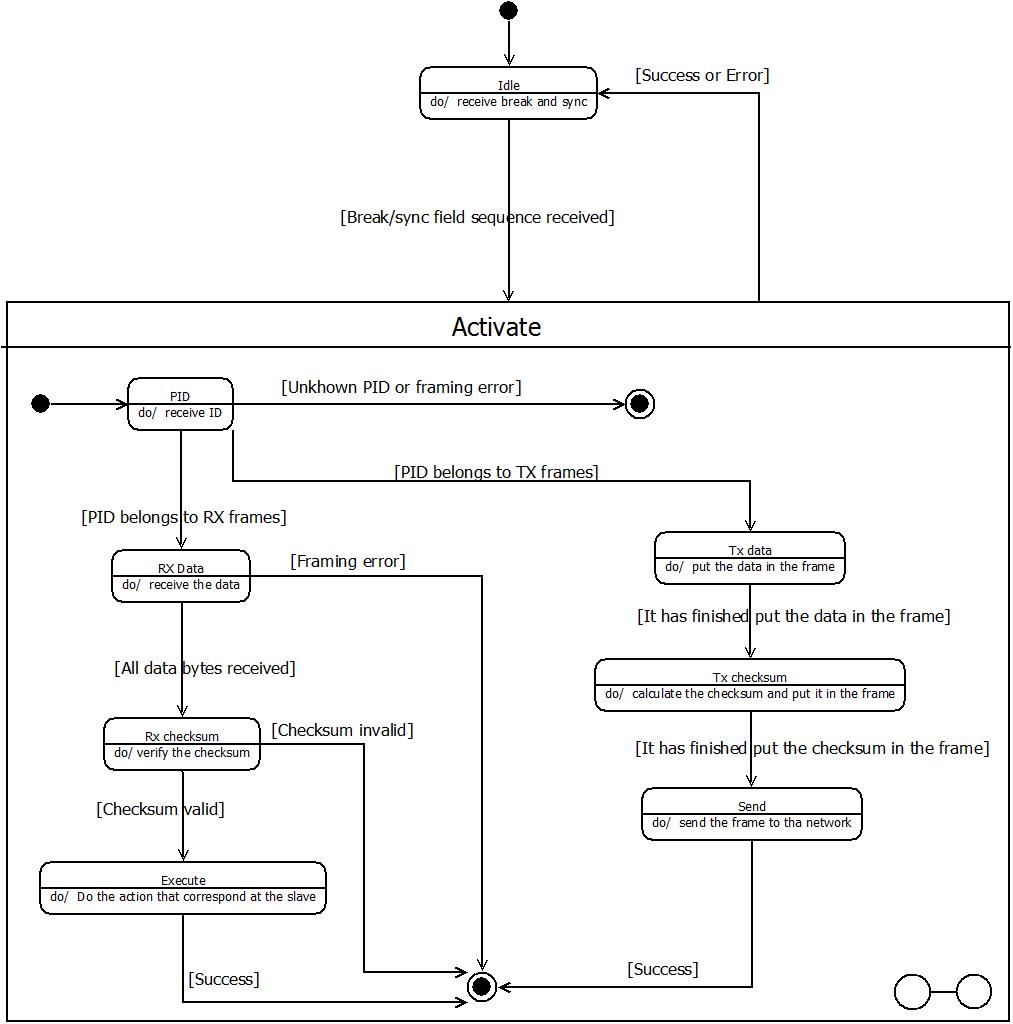 Idle
do/  receive break and sync
[Success or Error]
[Break/sync field sequence received]
Activate
PID
do/  receive ID
[Unkhown PID or framing error]
[PID belongs to TX frames]
[PID belongs to RX frames]
RX Data
do/  receive the data
[Framing error]
Tx data
do/  put the data in the frame
[It has finished put the data in the frame]
[All data bytes received]
Tx checksum
do/  calculate the checksum and put it in the frame
Rx checksum
do/ verify the checksum
[Checksum invalid]
[It has finished put the checksum in the frame]
[Checksum valid]
Send
do/  send the frame to tha network
Execute
do/  Do the action that correspond at the slave
[Success]
[Success]